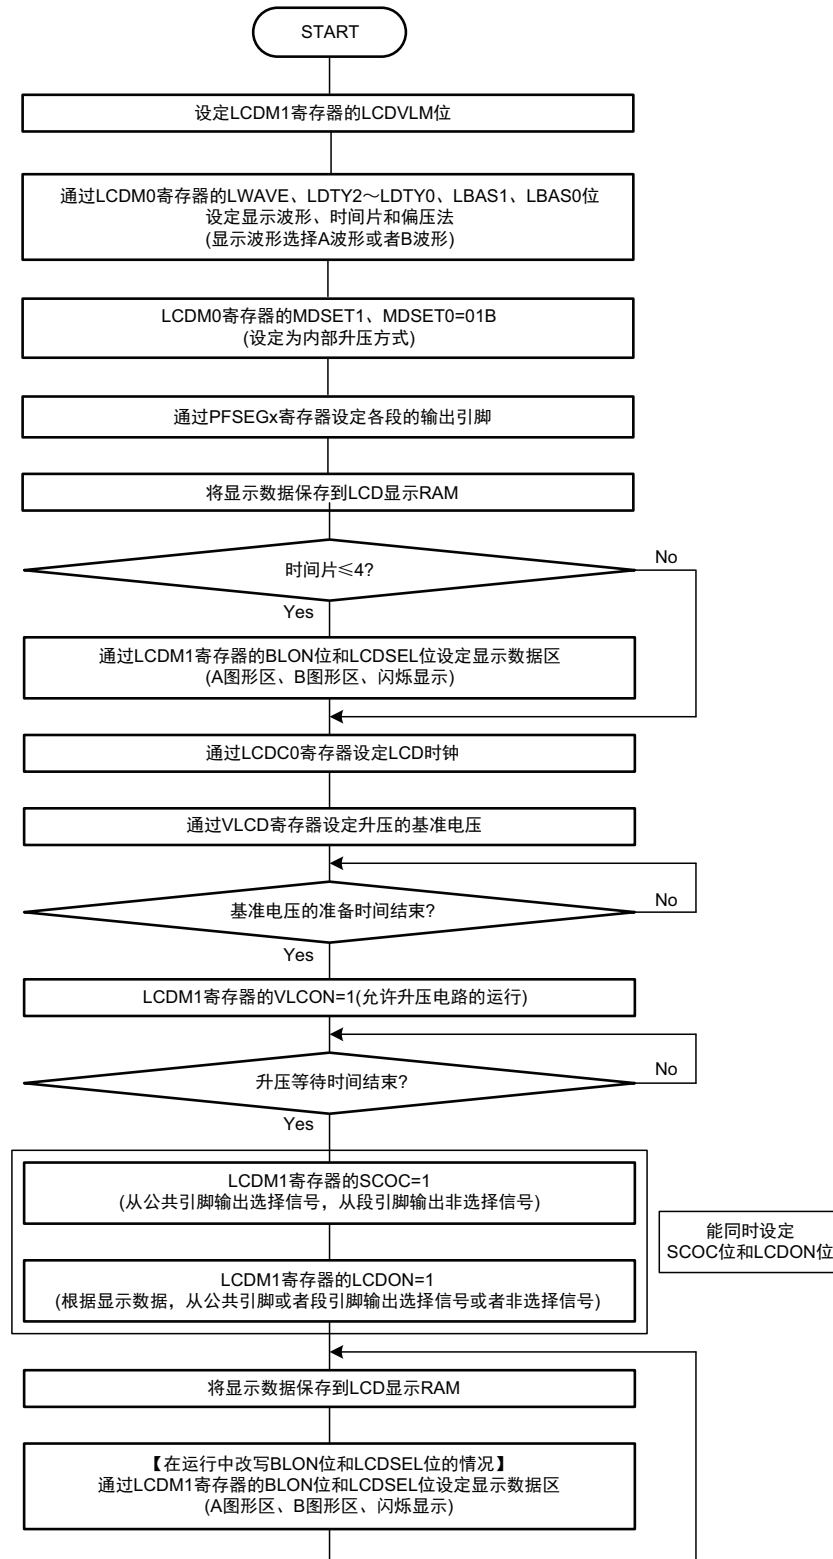 START
设定LCDM1寄存器的LCDVLM位
通过LCDM0寄存器的LWAVE、LDTY2～LDTY0、LBAS1、LBAS0位
设定显示波形、时间片和偏压法
(显示波形选择A波形或者B波形)
LCDM0寄存器的MDSET1、MDSET0=01B
(设定为内部升压方式)
通过PFSEGx寄存器设定各段的输出引脚
将显示数据保存到LCD显示RAM
时间片≤4?
No
Yes
通过LCDM1寄存器的BLON位和LCDSEL位设定显示数据区
(A图形区、B图形区、闪烁显示)
通过LCDC0寄存器设定LCD时钟
通过VLCD寄存器设定升压的基准电压
基准电压的准备时间结束?
No
Yes
LCDM1寄存器的VLCON=1(允许升压电路的运行)
升压等待时间结束?
No
Yes
LCDM1寄存器的SCOC=1
(从公共引脚输出选择信号，从段引脚输出非选择信号)
能同时设定
SCOC位和LCDON位
LCDM1寄存器的LCDON=1
(根据显示数据，从公共引脚或者段引脚输出选择信号或者非选择信号)
将显示数据保存到LCD显示RAM
【在运行中改写BLON位和LCDSEL位的情况】
通过LCDM1寄存器的BLON位和LCDSEL位设定显示数据区
(A图形区、B图形区、闪烁显示)